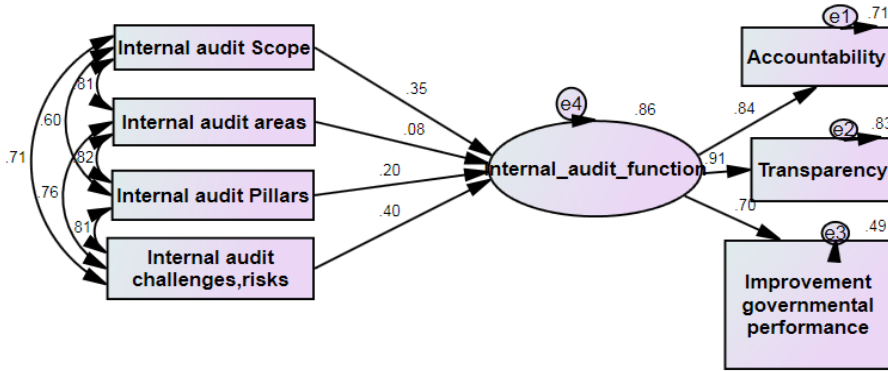 e1
.71
Internal audit Scope
Accountability
.35
.81
e4
.86
.84
e2
.83
.60
Internal audit areas
.08
.82
Internal_audit_function
.91
Transparency
.71
.76
Internal audit Pillars
.20
.70
.81
.40
e3
.49
Internal audit
challenges,risks
Improvement
governmental
performance